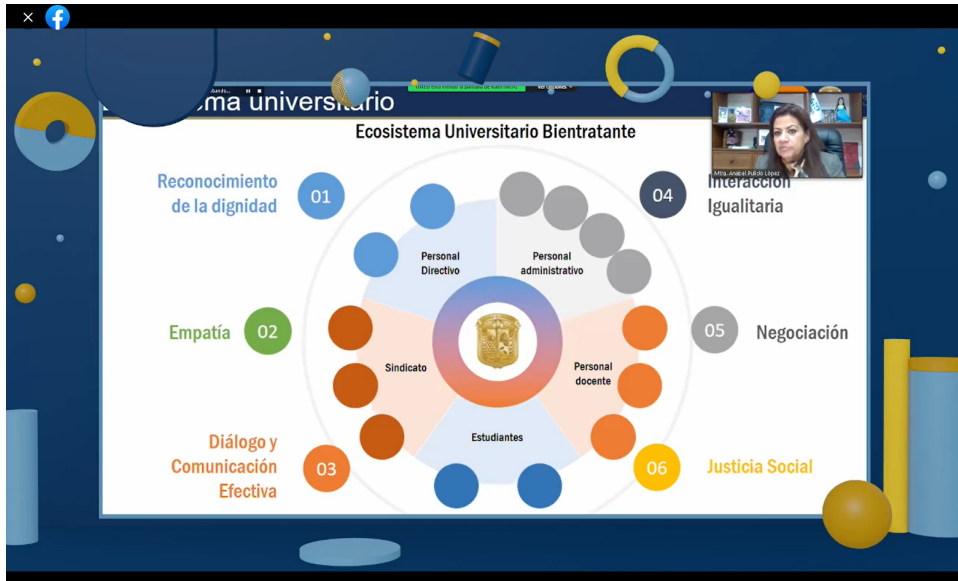 ema universitario
Ecosistema Universitario Bientratante
Mtra. Anabel Pulido López
Reconocimiento
de la dignidad
01
04
Interacción
Igualitaria
Personal
Directivo
Personal
administrativo
Empatía
02
05
Negociación
Sindicato
Personal
docente
Estudiantes
Diálogo y
Comunicación
Efectiva
03
06
Justicia Social